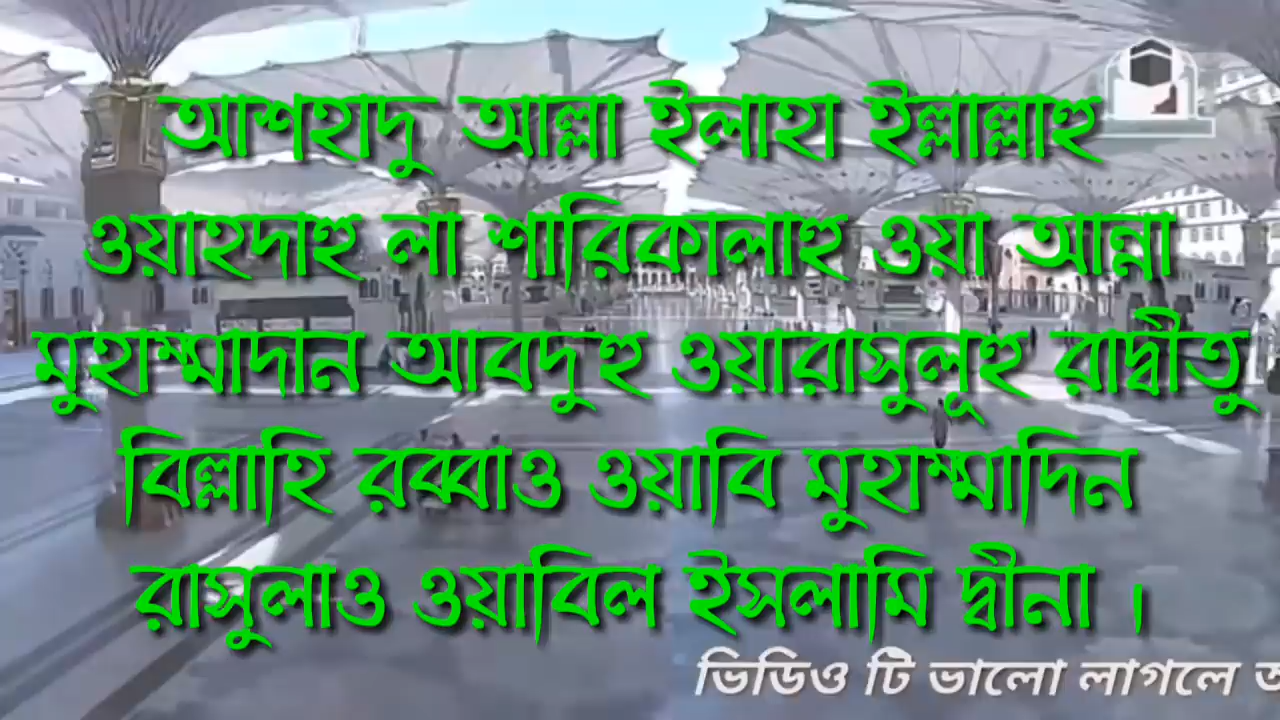 আশহাদু আল্লা ইলাহা ইল্লাল্লাহু
ওয়াহদাহু লা শারিকালাহু ওয়া আন্না
মুহাম্মাদান আবদু'হু ওয়ারাসুলূহু রাদ্বীতু
বিল্লাহি রব্বাও ওয়াবি মুহাম্মাদিন
রাসুলাও ওয়াবিল ইসলামি দ্বীনা ।
ভিডিও টি ভালো লাগলে